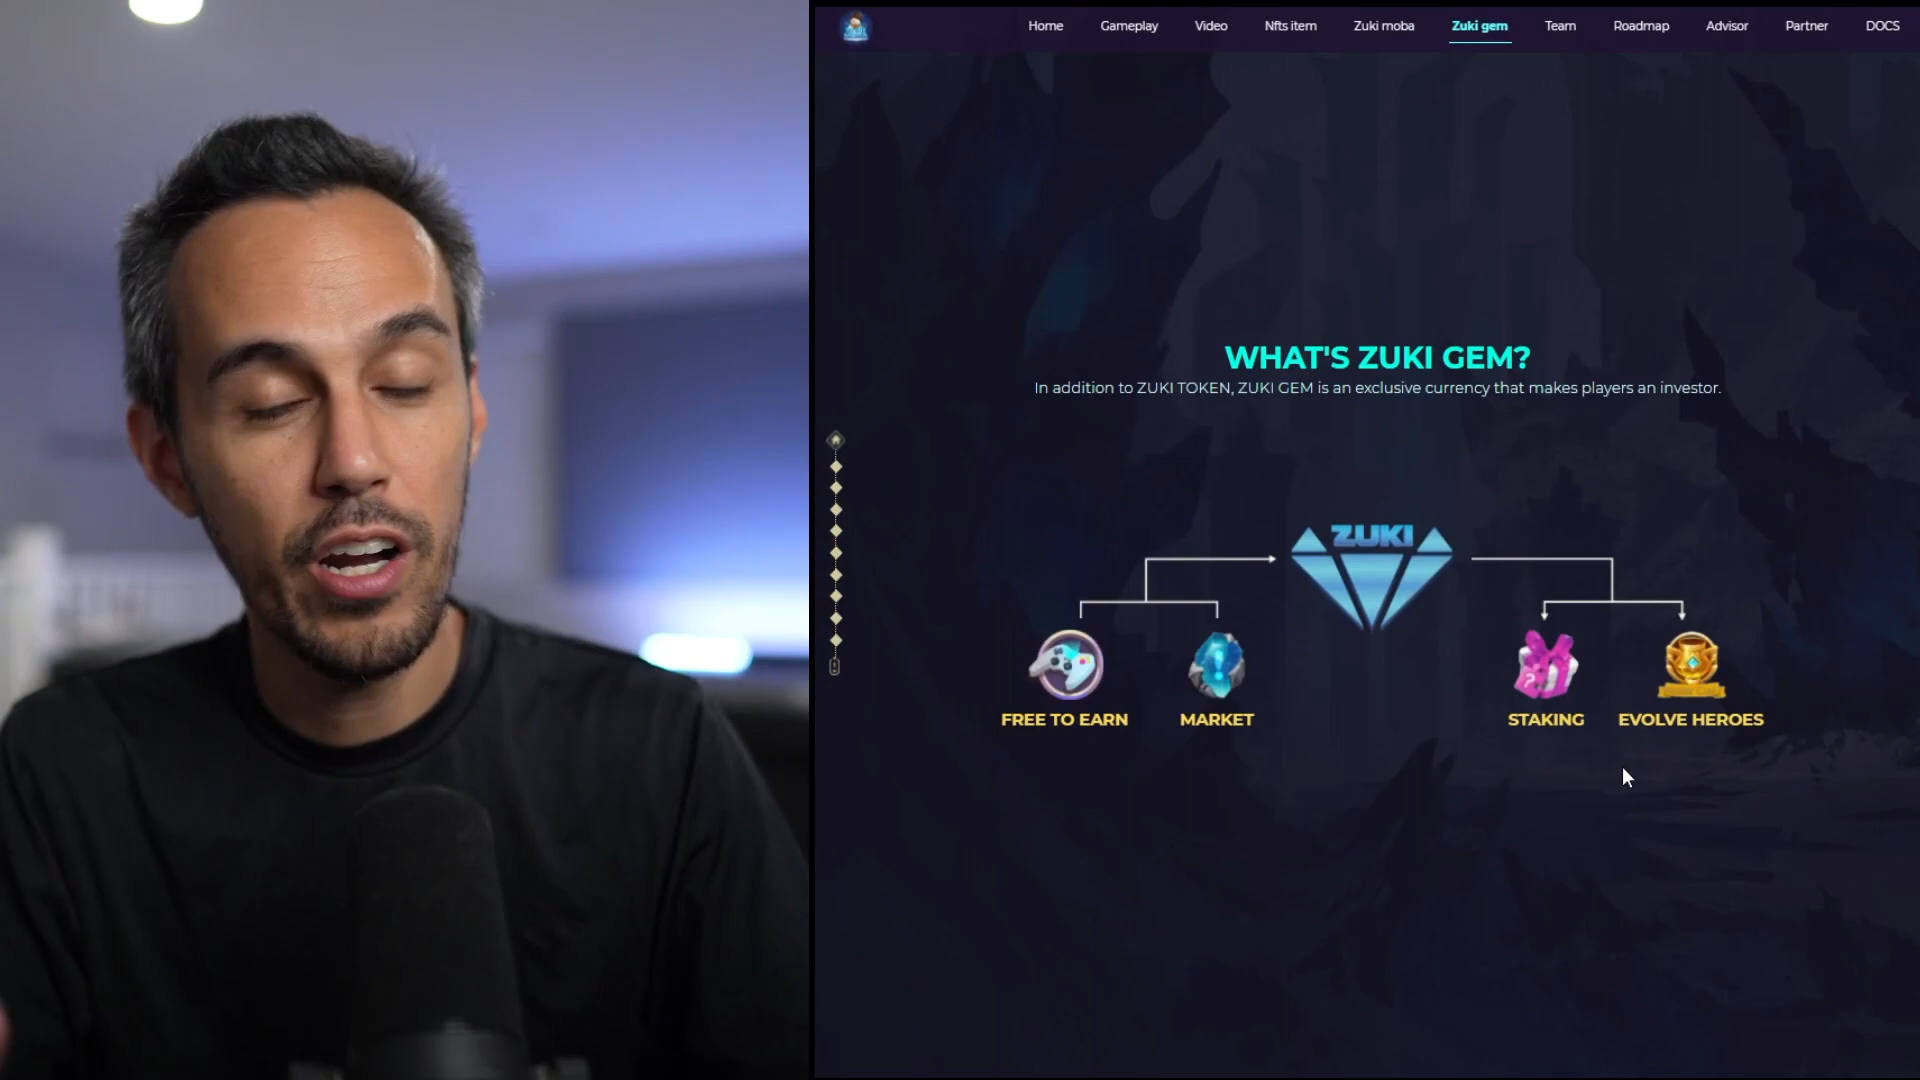 Home Gameplay Video Nfts item Zuki moba Zuki gem Team Roadmap Advisor Partner DOCS
WHAT'S ZUKI GEM?
In addition to ZUKI TOKEN, ZUKI GEM is an exclusive currency that makes players an investor.
ZUKI
FREE TO EARN MARKET STAKING EVOLVE HEROES